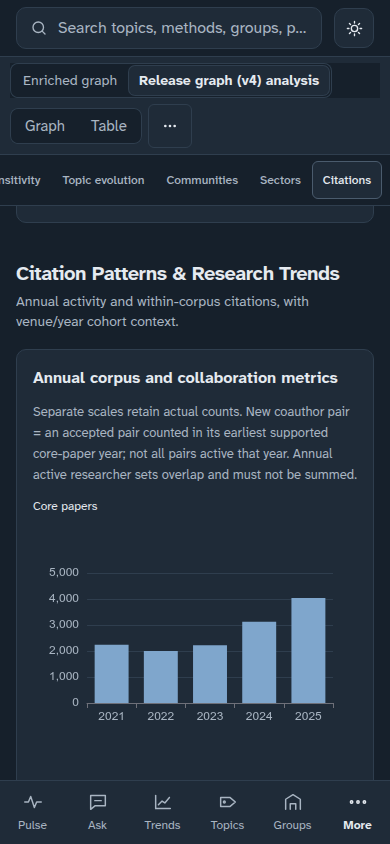 Search topics, methods, groups, p...
Enriched graph
Release graph (v4) analysis
Graph
Table
nsitivity
Topic evolution
Communities
Sectors
Citations
Citation Patterns & Research Trends
Annual activity and within-corpus citations, with
venue/year cohort context.
Annual corpus and collaboration metrics
Separate scales retain actual counts. New coauthor pair
= an accepted pair counted in its earliest supported
core-paper year; not all pairs active that year. Annual
active researcher sets overlap and must not be summed.
Core papers
5,000
4,000
3,000
2,000
1,000
0
2021
2022
2023
2024
2025
Pulse
Ask
Trends
Topics
Groups
More